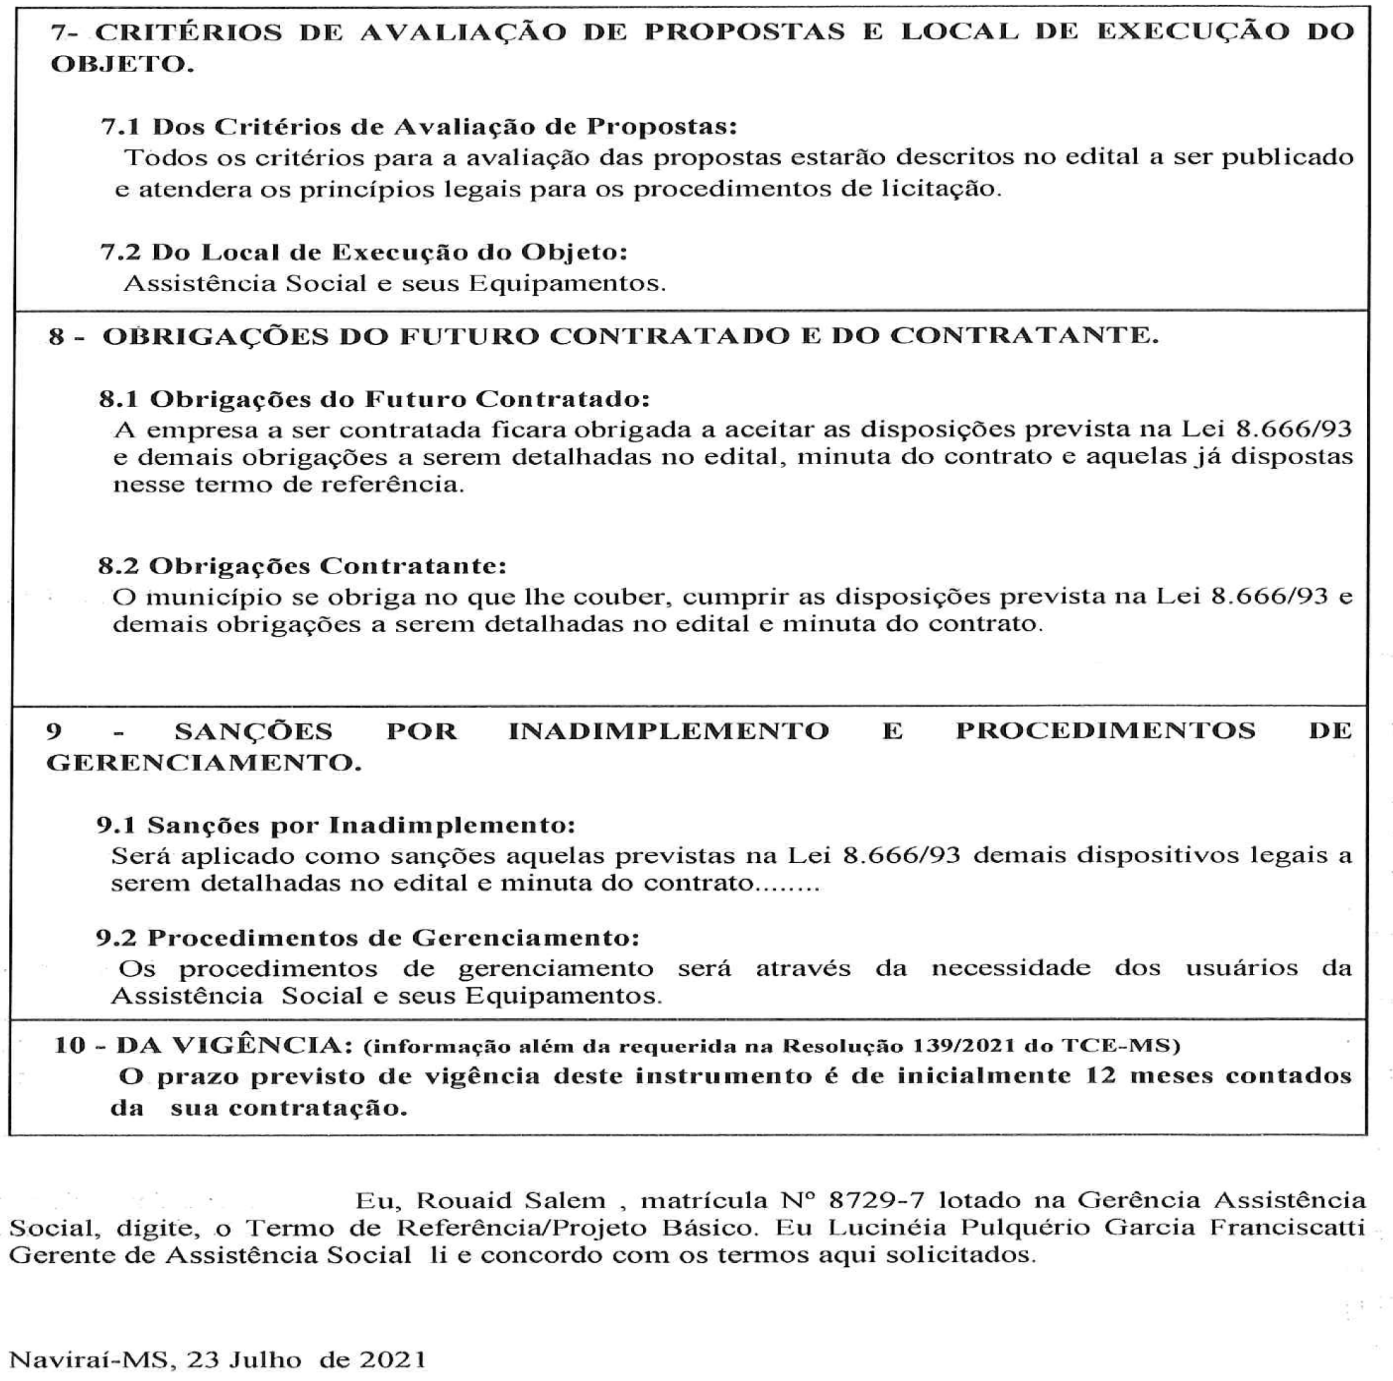 7- CRITÉRIOS DE AVALIAÇÃO DE PROPOSTAS E LOCAL DE EXECUÇÃO DO
OBJETO.
7.1 Dos Critérios de Avaliação de Propostas:
Todos os critérios para a avaliação das propostas estarão descritos no edital a ser publicado
e atendera os princípios legais para os procedimentos de licitação.
7.2 Do Local de Execução do Objeto:
Assistência Social e seus Equipamentos.
8 - OBRIGAÇÕES DO FUTURO CONTRATADO E DO CONTRATANTE.
8.1 Obrigações do Futuro Contratado:
A empresa a ser contratada ficara obrigada a aceitar as disposições prevista na Lei 8.666/93
e demais obrigações a serem detalhadas no edital, minuta do contrato e aquelas já dispostas
nesse termo de referência.
8.2 Obrigações Contratante:
O município se obriga no que lhe couber, cumprir as disposições prevista na Lei 8.666/93 e
demais obrigações a serem detalhadas no edital e minuta do contrato.
9 - SANÇÕES POR INADIMPLEMENTO E PROCEDIMENTOS DE
GERENCIAMENTO.
9.1 Sanções por Inadimplemento:
Será aplicado como sanções aquelas previstas na Lei 8.666/93 demais dispositivos legais a
serem detalhadas no edital e minuta do contrato........
9.2 Procedimentos de Gerenciamento:
Os procedimentos de gerenciamento será através da necessidade dos usuários da
Assistência Social e seus Equipamentos.
10 - DA VIGÊNCIA: (informação além da requerida na Resolução 139/2021 do TCE-MS)
O prazo previsto de vigência deste instrumento é de inicialmente 12 meses contados
da sua contratação.
Eu, Rouaid Salem , matrícula Nº 8729-7 lotado na Gerência Assistência
Social, digite, o Termo de Referência/Projeto Básico. Eu Lucinéia Pulquério Garcia Franciscatti
Gerente de Assistência Social li e concordo com os termos aqui solicitados.
Naviraí-MS, 23 Julho de 2021